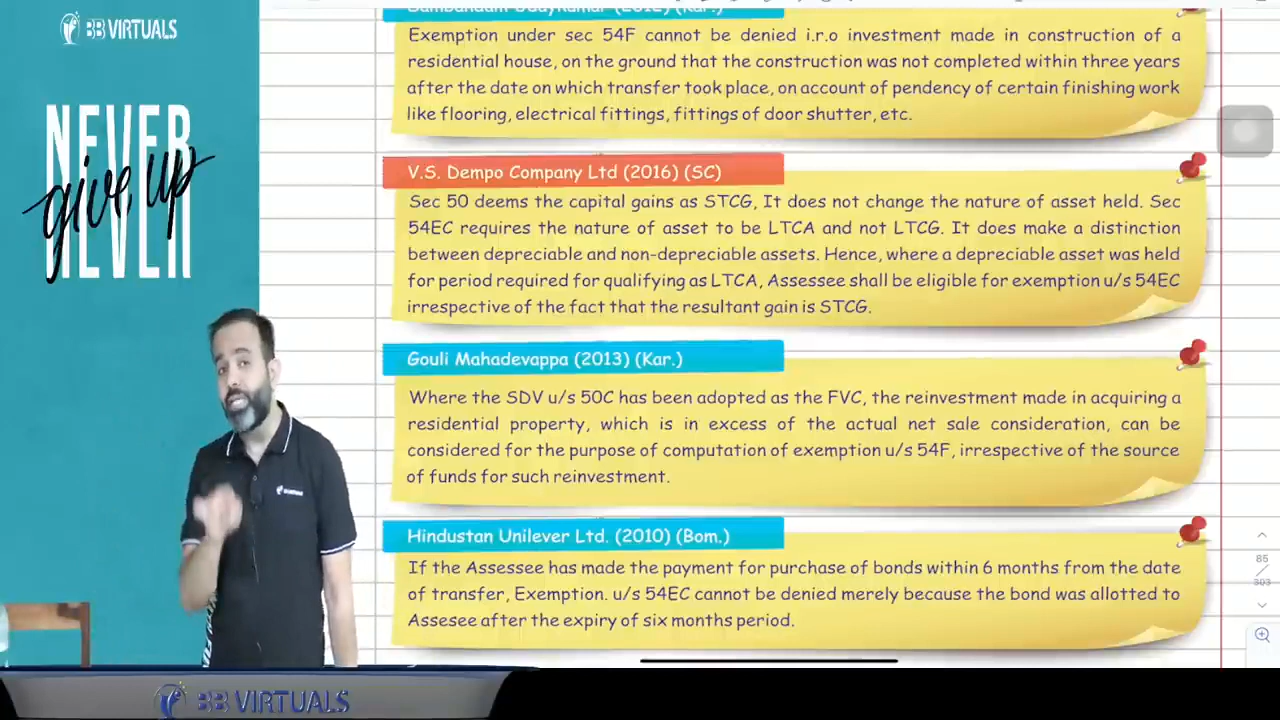 BB VIRTUALS
NEVER
give up
NEVER
Sambandam Udaykumar (2012) (Kar.)
Exemption under sec 54F cannot be denied i.r.o investment made in construction of a
residential house, on the ground that the construction was not completed within three years
after the date on which transfer took place, on account of pendency of certain finishing work
like flooring, electrical fittings, fittings of door shutter, etc.
V.S. Dempo Company Ltd (2016) (SC)
Sec 50 deems the capital gains as STCG, It does not change the nature of asset held. Sec
54EC requires the nature of asset to be LTCA and not LTCG. It does make a distinction
between depreciable and non-depreciable assets. Hence, where a depreciable asset was held
for period required for qualifying as LTCA, Assessee shall be eligible for exemption u/s 54EC
irrespective of the fact that the resultant gain is STCG.
Gouli Mahadevappa (2013) (Kar.)
Where the SDV u/s 50C has been adopted as the FVC, the reinvestment made in acquiring a
residential property, which is in excess of the actual net sale consideration, can be
considered for the purpose of computation of exemption u/s 54F, irrespective of the source
of funds for such reinvestment.
Hindustan Unilever Ltd. (2010) (Bom.)
If the Assessee has made the payment for purchase of bonds within 6 months from the date
of transfer, Exemption. u/s 54EC cannot be denied merely because the bond was allotted to
Assesee after the expiry of six months period.
85
303
BB VIRTUALS